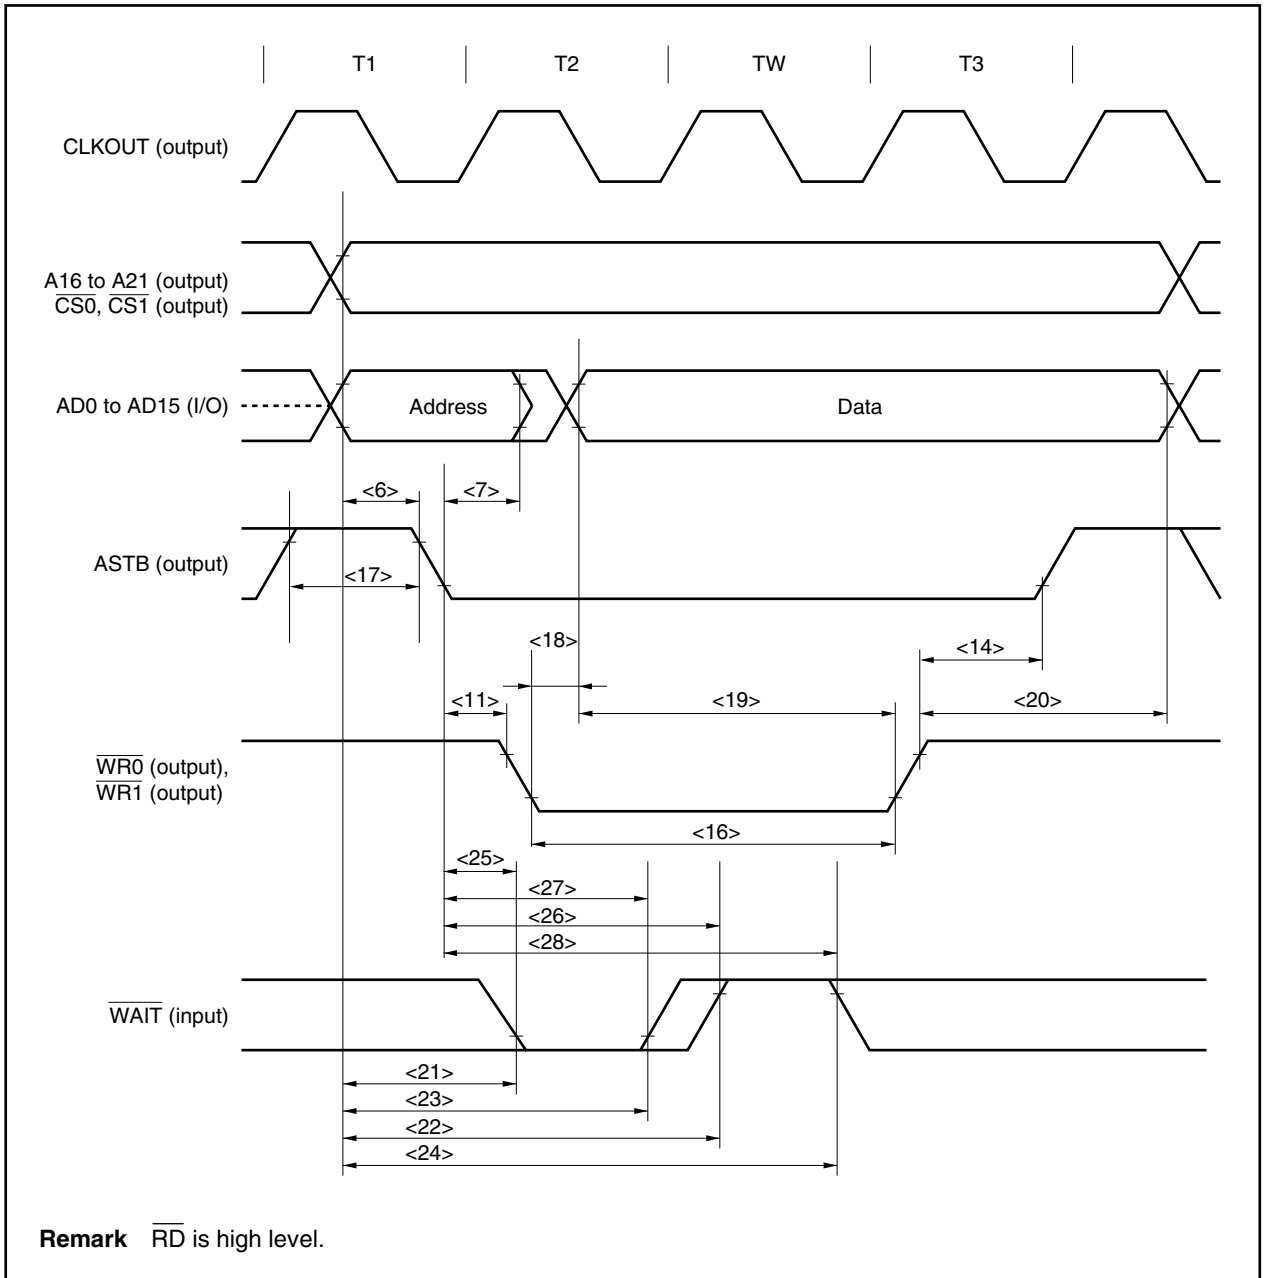 T1 T2 TW T3
CLKOUT (output)
A16 to A21 (output)
CS0, CS1 (output)
AD0 to AD15 (I/O)
Address
Data
<6>
<7>
ASTB (output)
<17>
<18>
<14>
<11>
<19>
<20>
WR0 (output),
WR1 (output)
<16>
<25>
<27>
<26>
<28>
WAIT (input)
<21>
<23>
<22>
<24>
Remark RD is high level.